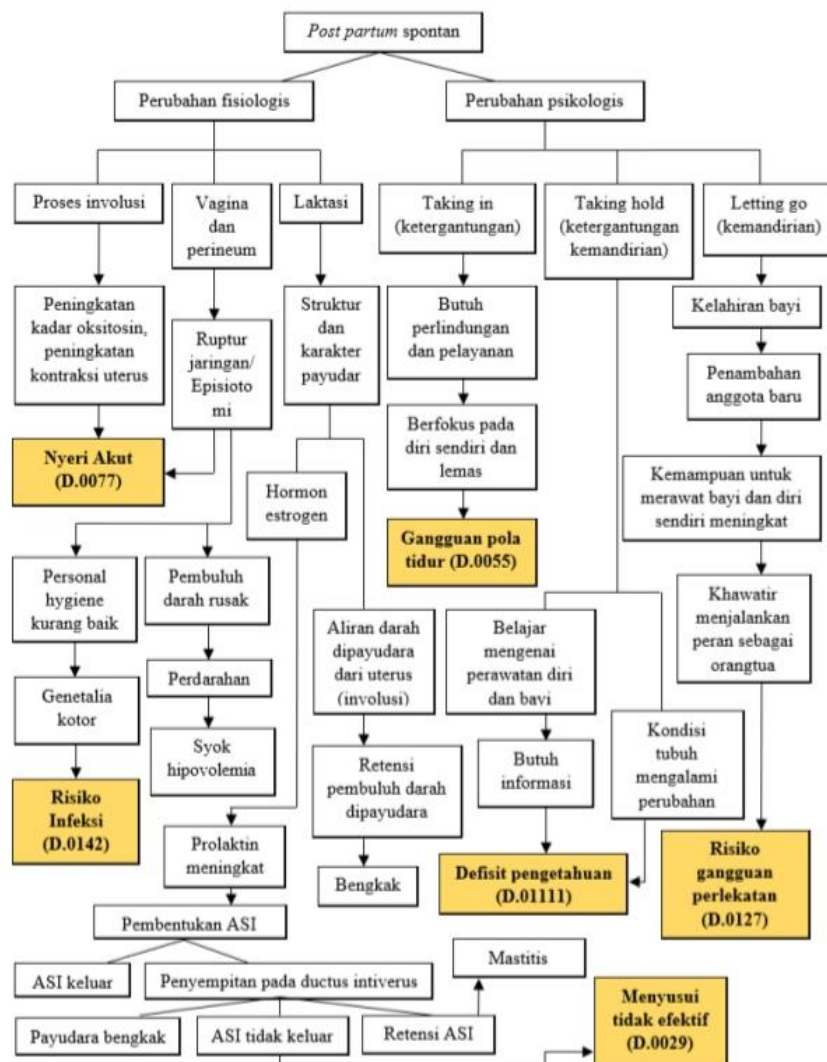 Post partum spontan
Perubahan fisiologis
Perubahan psikologis
Proses involusi
Vagina
dan
perineum
Laktasi
Taking in
(ketergantungan)
Taking hold
(ketergantungan
kemandirian)
Letting go
(kemandirian)
Peningkatan
kadar oksitosin,
peningkatan
kontraksi uterus
Ruptur
jaringan/
Episioto
mi
Struktur
dan
karakter
payudar
Butuh
perlindungan
dan pelayanan
Kelahiran bayi
Penambahan
anggota baru
Nyeri Akut
(D.0077)
Hormon
estrogen
Berfokus pada
diri sendiri dan
lemas
Kemampuan untuk
merawat bayi dan diri
sendiri meningkat
Gangguan pola
tidur (D.0055)
Personal
hygiene
kurang baik
Pembuluh
darah rusak
Aliran darah
dipayudara
dari uterus
(involusi)
Belajar
mengenai
perawatan diri
dan bayi
Khawatir
menjalankan
peran sebagai
orangtua
Genetalia
kotor
Perdarahan
Syok
hipovolemia
Retensi
pembuluh darah
dipayudara
Butuh
informasi
Kondisi
tubuh
mengalami
perubahan
Risiko
Infeksi
(D.0142)
Prolaktin
meningkat
Bengkak
Defisit pengetahuan
(D.01111)
Risiko
gangguan
perlekatan
(D.0127)
Pembentukan ASI
ASI keluar
Penyempitan pada ductus intiverus
Mastitis
Payudara bengkak
ASI tidak keluar
Retensi ASI
Menyusui
tidak efektif
(D.0029)